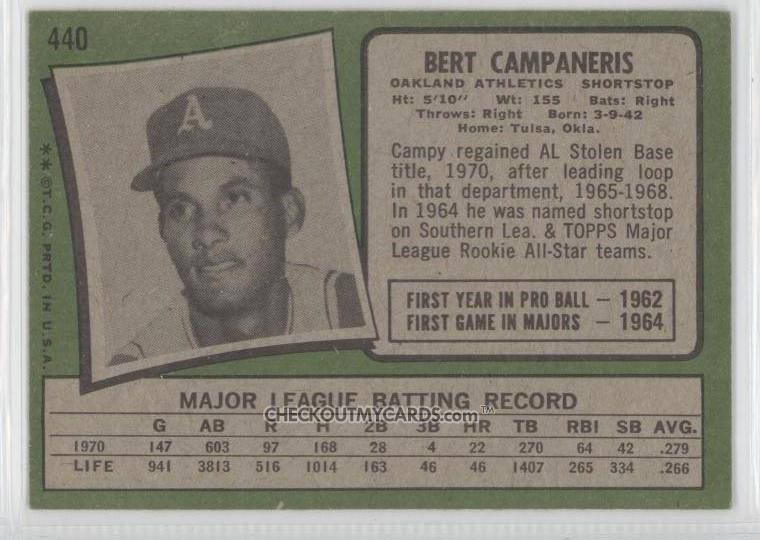 440
A
**©T.C.G. PRTD. IN U.S.A.
BERT CAMPANERIS
OAKLAND ATHLETICS SHORTSTOP
Ht: 5'10" Wt: 155 Bats: Right
Throws: Right Born: 3-9-42
Home: Tulsa, Okla.
Campy regained AL Stolen Base
title, 1970, after leading loop
in that department, 1965-1968.
In 1964 he was named shortstop
on Southern Lea. & TOPPS Major
League Rookie All-Star teams.
FIRST YEAR IN PRO BALL — 1962
FIRST GAME IN MAJORS — 1964
MAJOR LEAGUE BATTING RECORD
CHECKOUTMYCARDS.COM™
G AB R H 2B 3B HR TB RBI SB AVG.
1970 147 603 97 168 28 4 22 270 64 42 .279
LIFE 941 3813 516 1014 163 46 46 1407 265 334 .266